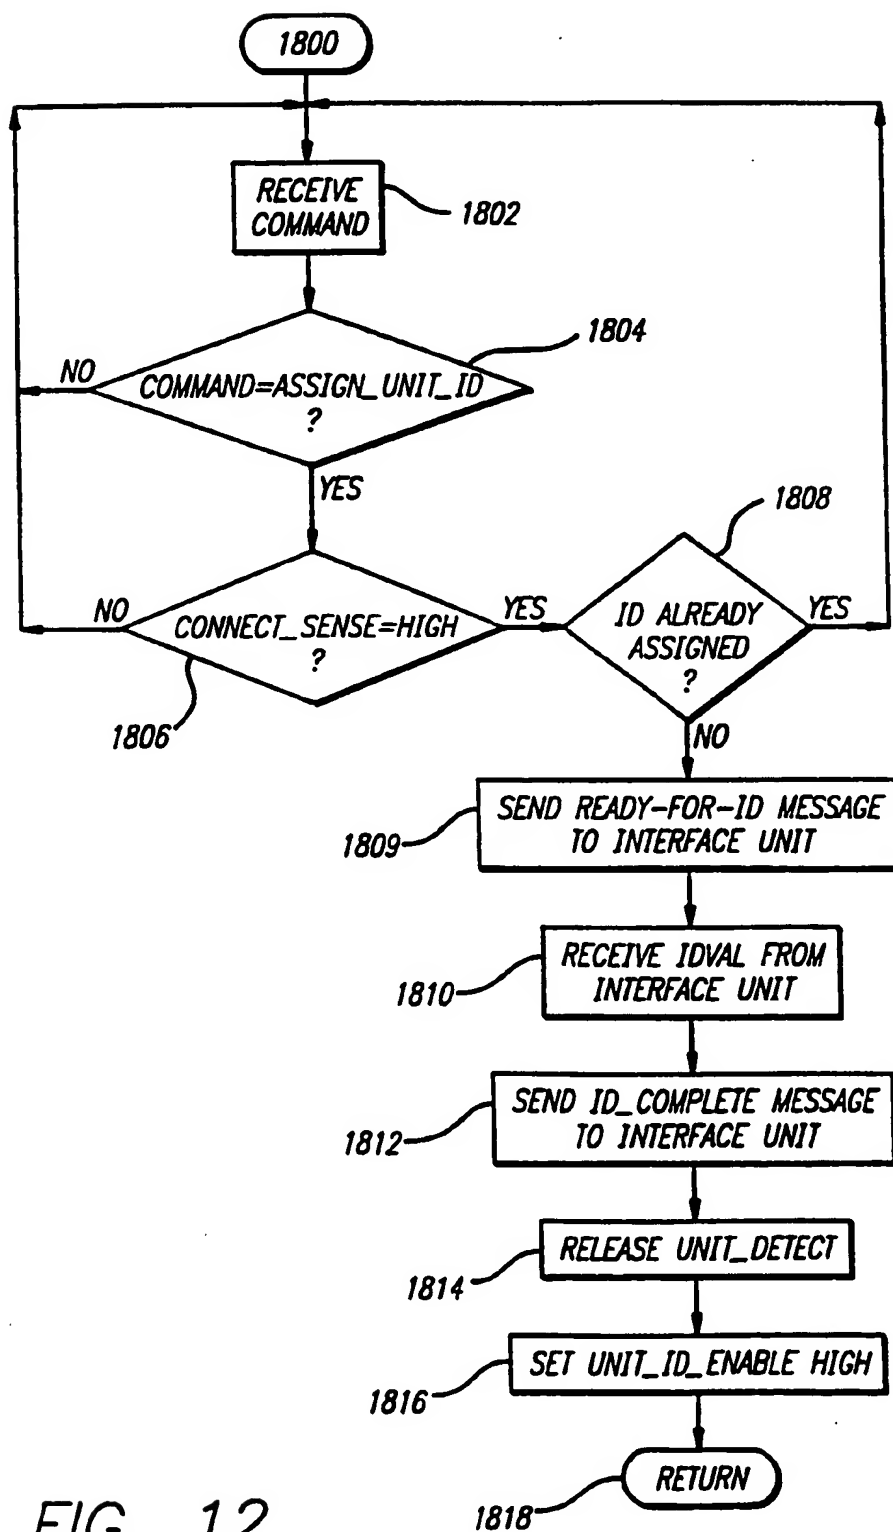 1800
RECEIVE
COMMAND
1802
1804
NO
COMMAND=ASSIGN_UNIT_ID
?
YES
1808
NO
CONNECT_SENSE=HIGH
?
YES
ID ALREADY
ASSIGNED
?
YES
1806
NO
SEND READY-FOR-ID MESSAGE
TO INTERFACE UNIT
1809
RECEIVE IDVAL FROM
INTERFACE UNIT
1810
SEND ID_COMPLETE MESSAGE
TO INTERFACE UNIT
1812
RELEASE UNIT_DETECT
1814
SET UNIT_ID_ENABLE HIGH
1816
RETURN
1818
FIG. 12